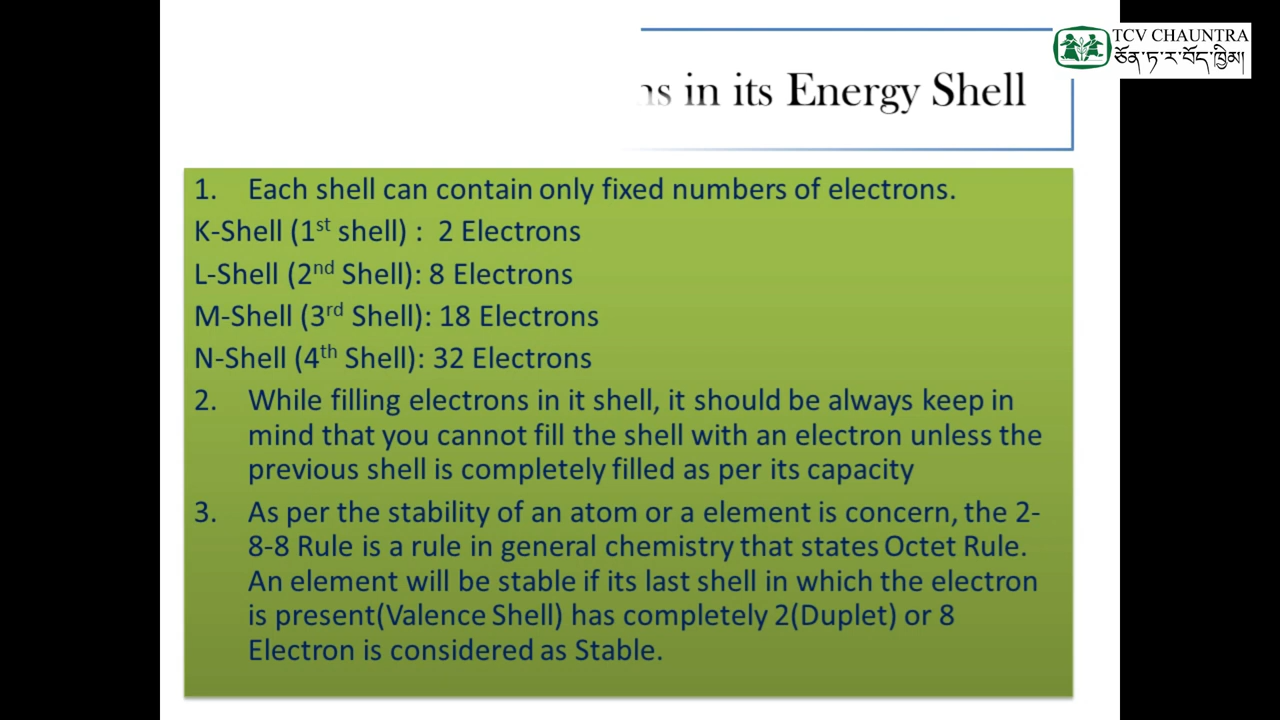 TCV CHAUNTRA
ཅོན་ཏ་ར་བོད་ཁྱིམ།
in its Energy Shell
1. Each shell can contain only fixed numbers of electrons.
K-Shell (1st shell) : 2 Electrons
L-Shell (2nd Shell): 8 Electrons
M-Shell (3rd Shell): 18 Electrons
N-Shell (4th Shell): 32 Electrons
2. While filling electrons in it shell, it should be always keep in
mind that you cannot fill the shell with an electron unless the
previous shell is completely filled as per its capacity
3. As per the stability of an atom or a element is concern, the 2-
8-8 Rule is a rule in general chemistry that states Octet Rule.
An element will be stable if its last shell in which the electron
is present(Valence Shell) has completely 2(Duplet) or 8
Electron is considered as Stable.